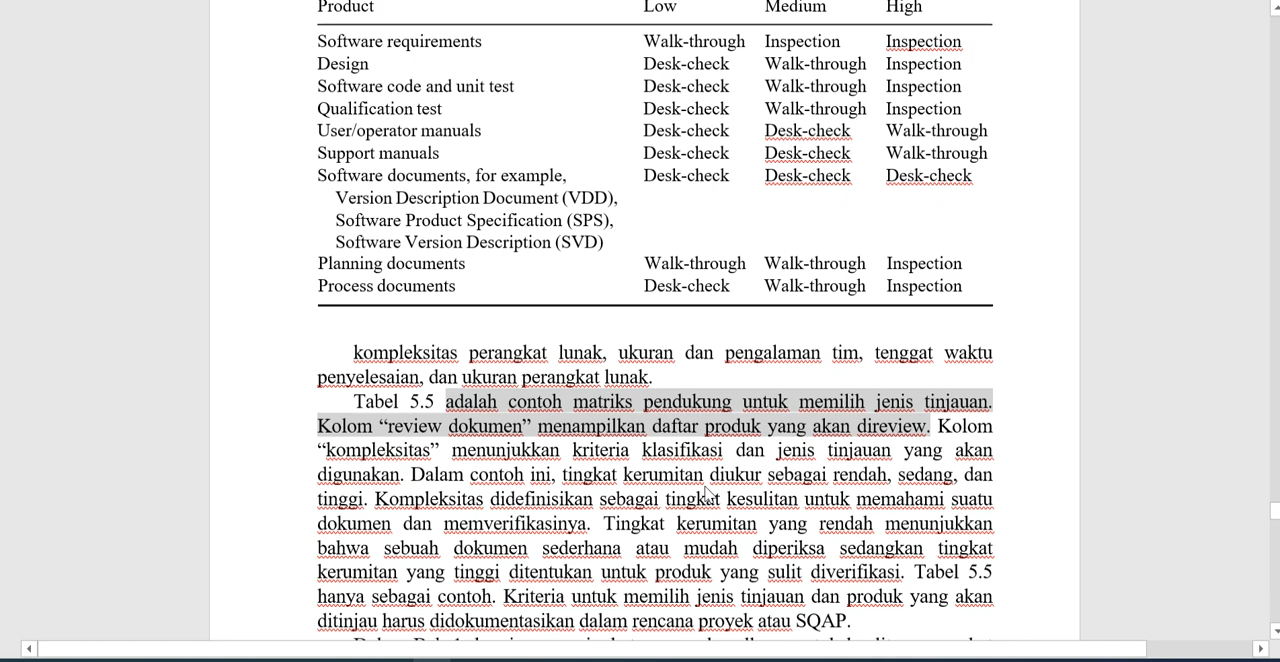 Product Low Medium High
Software requirements Walk-through Inspection Inspection
Design Desk-check Walk-through Inspection
Software code and unit test Desk-check Walk-through Inspection
Qualification test Desk-check Walk-through Inspection
User/operator manuals Desk-check Desk-check Walk-through
Support manuals Desk-check Desk-check Walk-through
Software documents, for example, Desk-check Desk-check Desk-check
Version Description Document (VDD),
Software Product Specification (SPS),
Software Version Description (SVD)
Planning documents Walk-through Walk-through Inspection
Process documents Desk-check Walk-through Inspection
kompleksitas perangkat lunak, ukuran dan pengalaman tim, tenggat waktu
penyelesaian, dan ukuran perangkat lunak.
Tabel 5.5 adalah contoh matriks pendukung untuk memilih jenis tinjauan.
Kolom “review dokumen” menampilkan daftar produk yang akan direview. Kolom
“kompleksitas” menunjukkan kriteria klasifikasi dan jenis tinjauan yang akan
digunakan. Dalam contoh ini, tingkat kerumitan diukur sebagai rendah, sedang, dan
tinggi. Kompleksitas didefinisikan sebagai tingkat kesulitan untuk memahami suatu
dokumen dan memverifikasinya. Tingkat kerumitan yang rendah menunjukkan
bahwa sebuah dokumen sederhana atau mudah diperiksa sedangkan tingkat
kerumitan yang tinggi ditentukan untuk produk yang sulit diverifikasi. Tabel 5.5
hanya sebagai contoh. Kriteria untuk memilih jenis tinjauan dan produk yang akan
ditinjau harus didokumentasikan dalam rencana proyek atau SQAP.